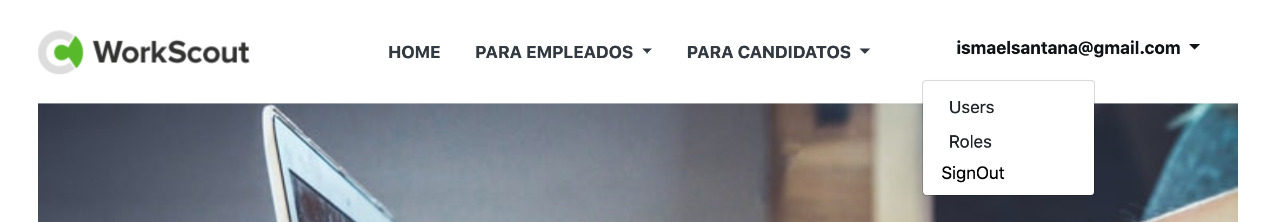 WorkScout
HOME PARA EMPLEADOS PARA CANDIDATOS ismaelsantana@gmail.com
Users
Roles
SignOut